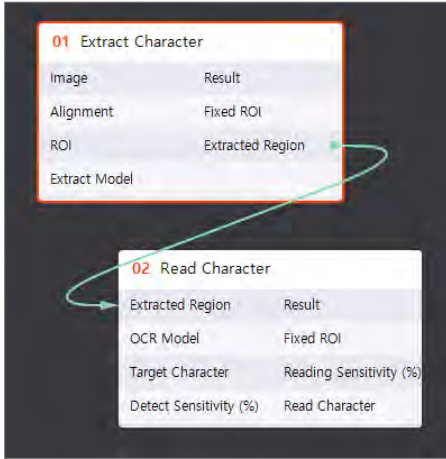 01 Extract Character
Image Result
Alignment Fixed ROI
ROI Extracted Region
Extract Model
02 Read Character
Extracted Region Result
OCR Model Fixed ROI
Target Character Reading Sensitivity (%)
Detect Sensitivity (%) Read Character